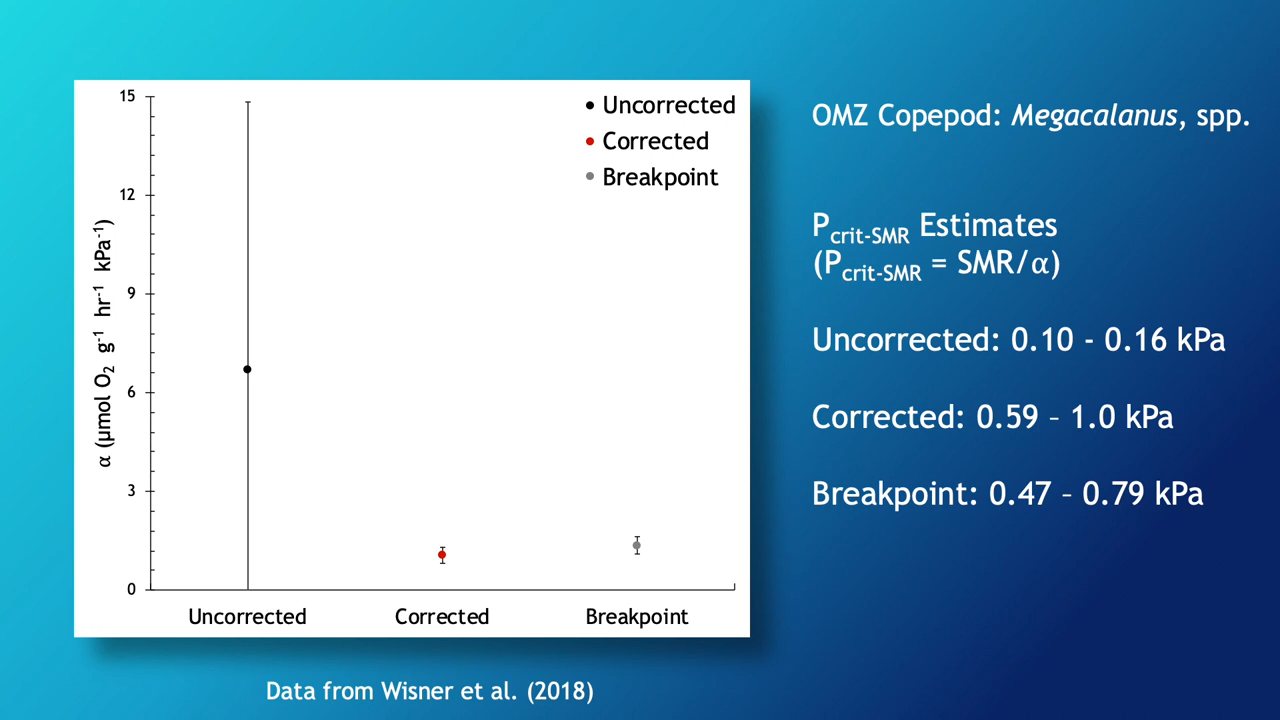 15
12
9
6
3
0
α (µmol O2 g-1 hr-1 kPa-1)
Uncorrected
Corrected
Breakpoint
Uncorrected Corrected Breakpoint
Data from Wisner et al. (2018)
OMZ Copepod: Megacalanus, spp.
Pcrit-SMR Estimates
(Pcrit-SMR = SMR/α)
Uncorrected: 0.10 - 0.16 kPa
Corrected: 0.59 – 1.0 kPa
Breakpoint: 0.47 – 0.79 kPa